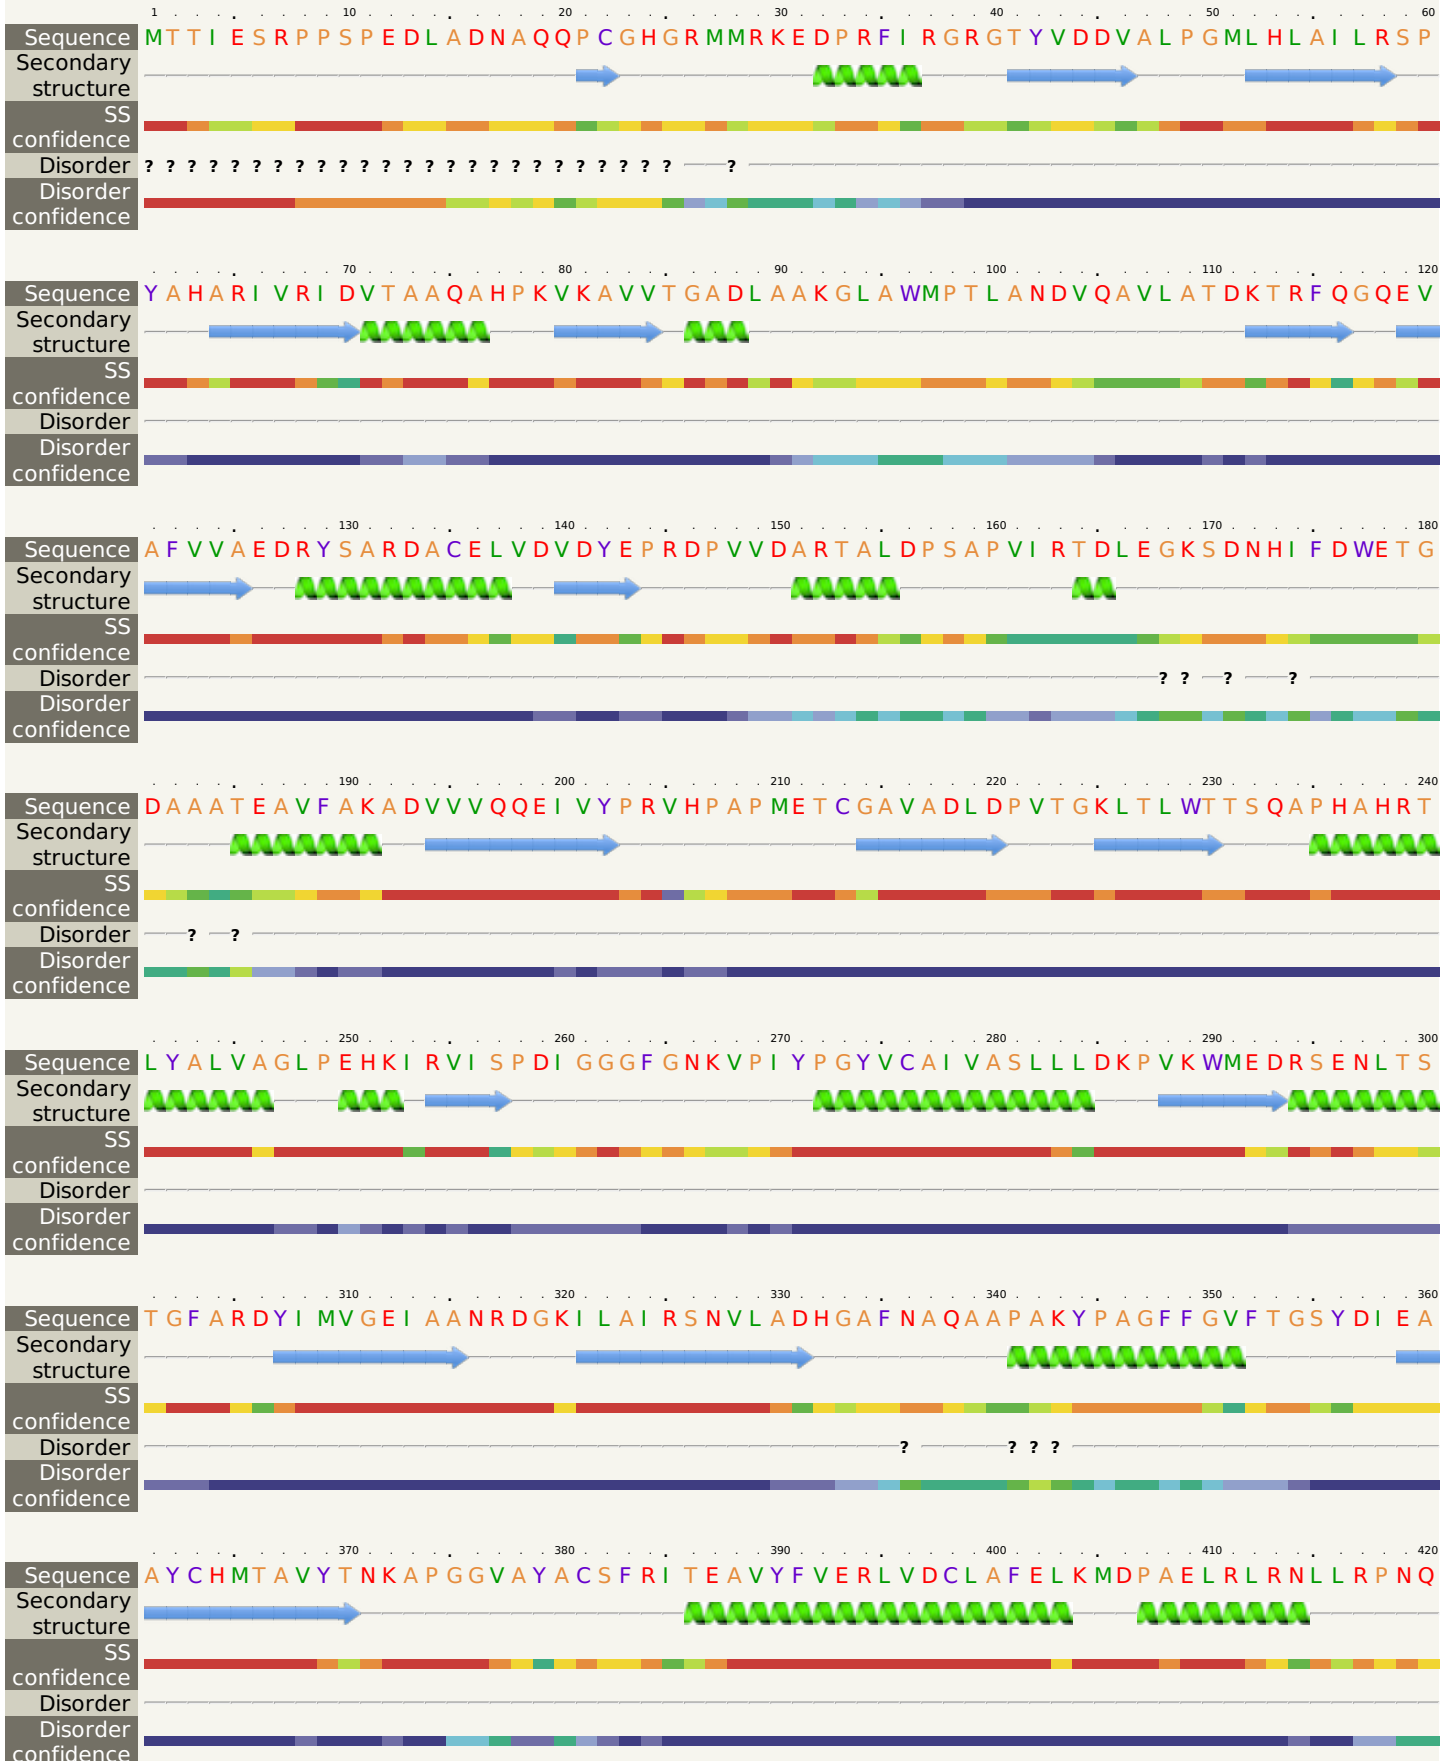 1 10 20 30 40 50 60
Sequence MTTIESRPPSPEDLADNAQQPCGHGRMMRKEDPRFIRGRGTYVDDVALPGMLHLAILRSP
Secondary
structure
SS
confidence
Disorder ? ? ? ? ? ? ? ? ? ? ? ? ? ? ? ? ? ? ? ? ? ? ? ? ? ?
Disorder
confidence
70 80 90 100 110 120
Sequence YAHARIVRIDVTAAQAHPKVKAVVTGADLAAKGLAWMPTLANDVQAVLATDKTRFQGQEV
Secondary
structure
SS
confidence
Disorder
Disorder
confidence
130 140 150 160 170 180
Sequence AFVVAEDRYSARDACELVDVDYEPRDPVVDARTALDPSAPVIRTDLEGKSDNHIFDWETG
Secondary
structure
SS
confidence
Disorder ? ? ? ?
Disorder
confidence
190 200 210 220 230 240
Sequence DAAATEAVFAKADVVVQQEIVYPRVHPAPMETCGAVADLDPVTGKLTLWTTSQAPHAHRT
Secondary
structure
SS
confidence
Disorder ? ?
Disorder
confidence
250 260 270 280 290 300
Sequence LYALVAGLPEHKIRVISPDIGGGFGNKVPIYPGYVCAIVASLLLDKPVKWMEDRSENLTS
Secondary
structure
SS
confidence
Disorder
Disorder
confidence
310 320 330 340 350 360
Sequence TGFARDYIMVGEIAANRDGKILAIRSNVLADHGAFNAQAAPAKYPAGFFGVFTGSYDIEA
Secondary
structure
SS
confidence
Disorder ? ? ? ?
Disorder
confidence
370 380 390 400 410 420
Sequence AYCHMTAVYTNKAPGGVAYACSFRITEAVYFVERLVDCLAFELKMDPAELRLRNLLRPNQ
Secondary
structure
SS
confidence
Disorder
Disorder
confidence